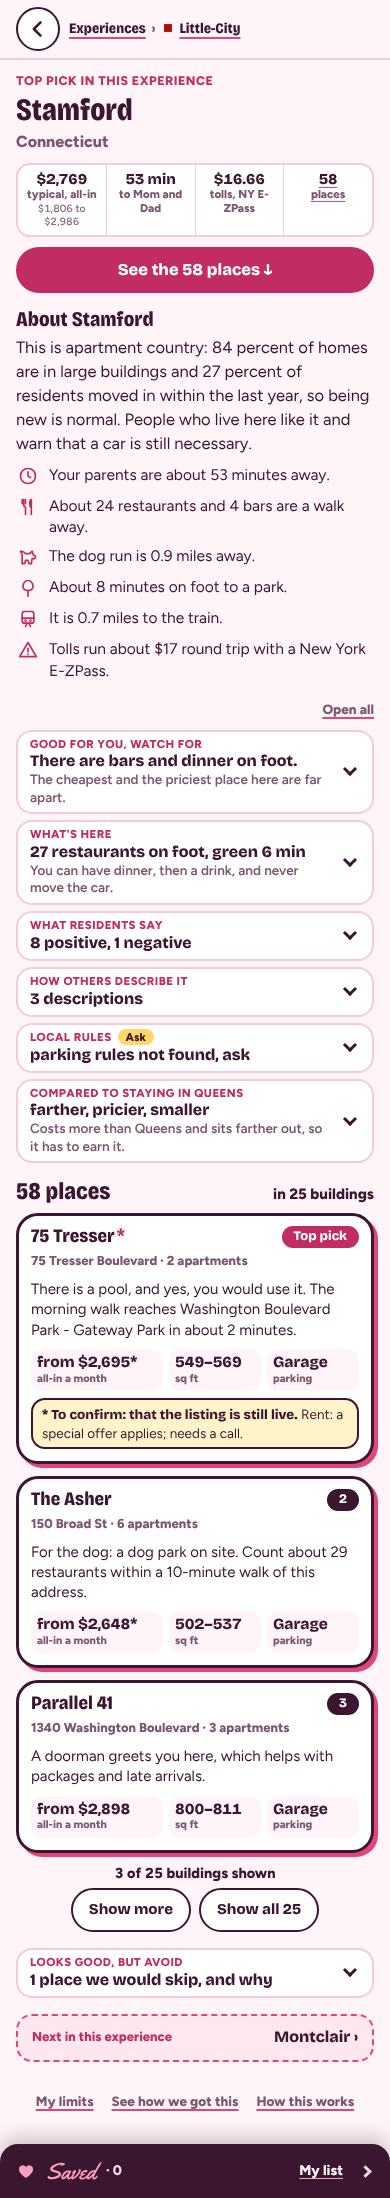 Experiences › Little-City
TOP PICK IN THIS EXPERIENCE
Stamford
Connecticut
$2,769
typical, all-in
$1,806 to
$2,986
53 min
to Mom and
Dad
$16.66
tolls, NY E-
ZPass
58
places
See the 58 places ↓
About Stamford
This is apartment country: 84 percent of homes
are in large buildings and 27 percent of
residents moved in within the last year, so being
new is normal. People who live here like it and
warn that a car is still necessary.
Your parents are about 53 minutes away.
About 24 restaurants and 4 bars are a walk
away.
The dog run is 0.9 miles away.
About 8 minutes on foot to a park.
It is 0.7 miles to the train.
Tolls run about $17 round trip with a New York
E-ZPass.
Open all
GOOD FOR YOU, WATCH FOR
There are bars and dinner on foot.
The cheapest and the priciest place here are far
apart.
WHAT'S HERE
27 restaurants on foot, green 6 min
You can have dinner, then a drink, and never
move the car.
WHAT RESIDENTS SAY
8 positive, 1 negative
HOW OTHERS DESCRIBE IT
3 descriptions
LOCAL RULES Ask
parking rules not found, ask
COMPARED TO STAYING IN QUEENS
farther, pricier, smaller
Costs more than Queens and sits farther out, so
it has to earn it.
58 places in 25 buildings
75 Tresser* Top pick
75 Tresser Boulevard · 2 apartments
There is a pool, and yes, you would use it. The
morning walk reaches Washington Boulevard
Park - Gateway Park in about 2 minutes.
from $2,695* 549–569 Garage
all-in a month sq ft parking
* To confirm: that the listing is still live. Rent: a
special offer applies; needs a call.
The Asher 2
150 Broad St · 6 apartments
For the dog: a dog park on site. Count about 29
restaurants within a 10-minute walk of this
address.
from $2,648* 502–537 Garage
all-in a month sq ft parking
Parallel 41 3
1340 Washington Boulevard · 3 apartments
A doorman greets you here, which helps with
packages and late arrivals.
from $2,898 800–811 Garage
all-in a month sq ft parking
3 of 25 buildings shown
Show more Show all 25
LOOKS GOOD, BUT AVOID
1 place we would skip, and why
Next in this experience Montclair ›
My limits See how we got this How this works
Saved · 0 My list ›